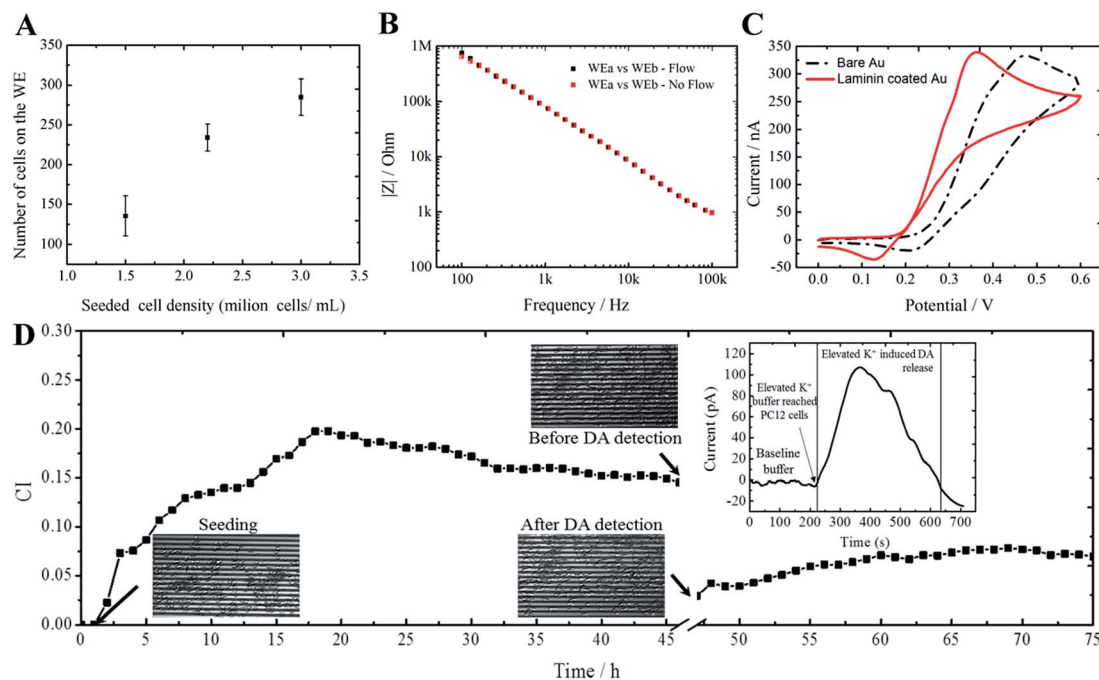 A
350
300
250
200
150
100
Number of cells on the WE
1.0 1.5 2.0 2.5 3.0 3.5
Seeded cell density (milion cells/ mL)
B
1M
100k
10k
1k
100
|Z| / Ohm
WEa vs WEb - Flow
WEa vs WEb - No Flow
100 1k 10k 100k
Frequency / Hz
C
350
300
250
200
150
100
50
0
-50
Current / nA
Bare Au
Laminin coated Au
0.0 0.1 0.2 0.3 0.4 0.5 0.6
Potential / V
D
0.30
0.25
0.20
0.15
0.10
0.05
0.00
CI
Seeding
Before DA detection
After DA detection
120
100
80
60
40
20
0
-20
Current (pA)
Elevated K⁺ induced DA
release
Elevated K⁺
buffer reached
PC12 cells
Baseline
buffer
0 100 200 300 400 500 600 700
Time (s)
0 5 10 15 20 25 30 35 40 45 50 55 60 65 70 75
Time / h